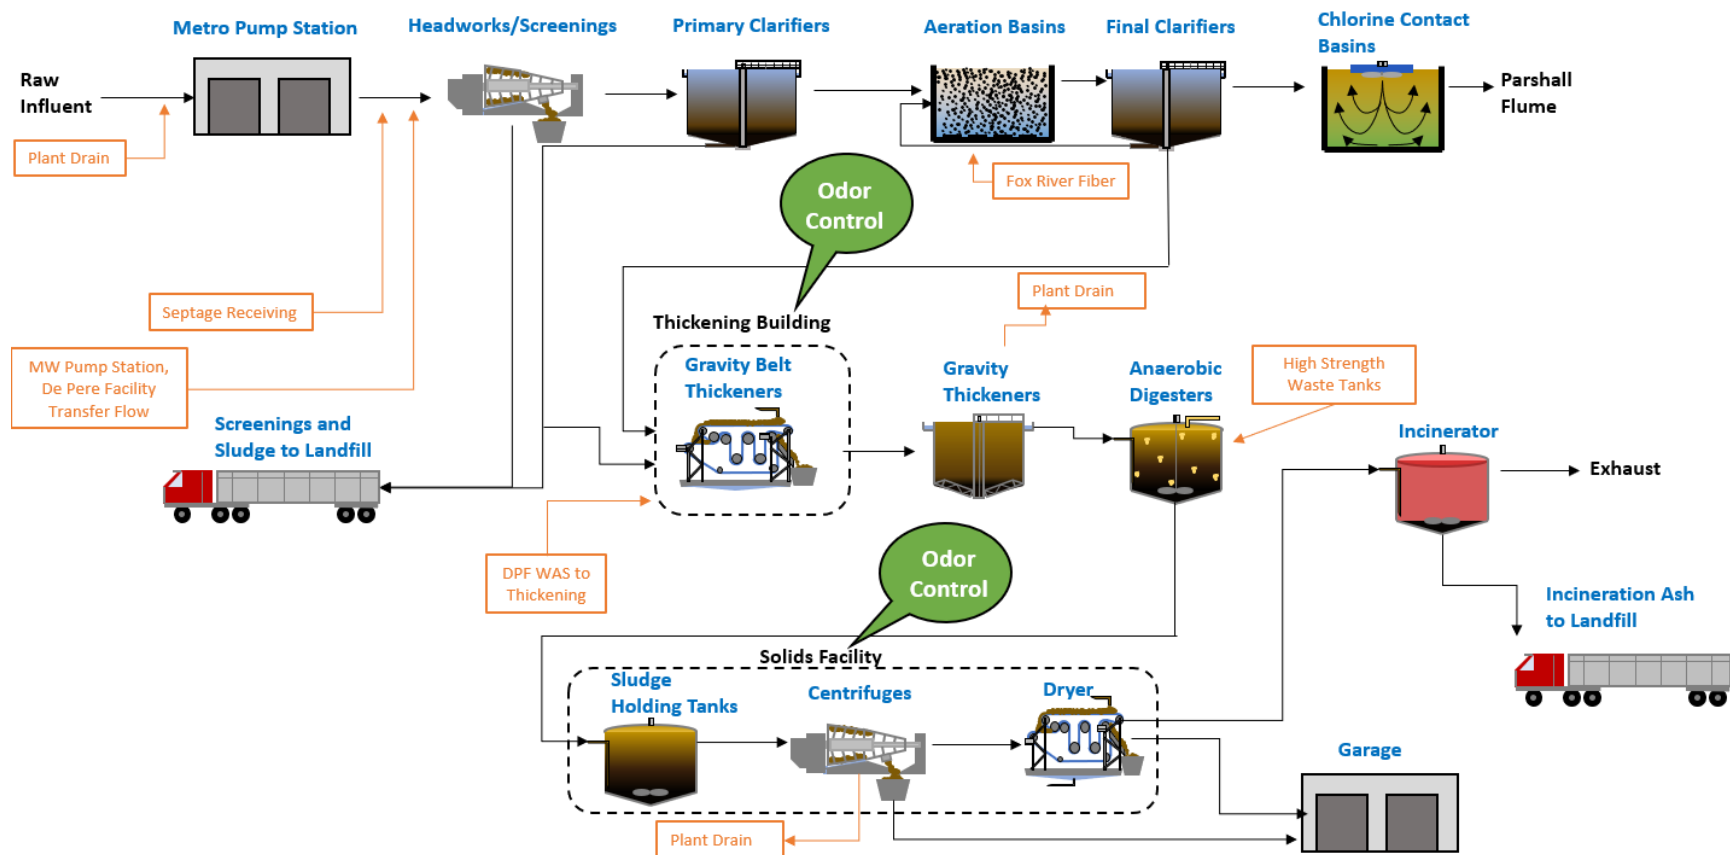 Metro Pump Station
Headworks/Screenings
Primary Clarifiers
Aeration Basins
Final Clarifiers
Chlorine Contact
Basins
Raw
Influent
Parshall
Flume
Plant Drain
Fox River Fiber
Odor
Control
Septage Receiving
Plant Drain
Thickening Building
MW Pump Station,
De Pere Facility
Transfer Flow
Gravity Belt
Thickeners
Gravity
Thickeners
Anaerobic
Digesters
High Strength
Waste Tanks
Screenings and
Sludge to Landfill
Incinerator
Exhaust
DPF WAS to
Thickening
Odor
Control
Incineration Ash
to Landfill
Solids Facility
Sludge
Holding Tanks
Centrifuges
Dryer
Garage
Plant Drain